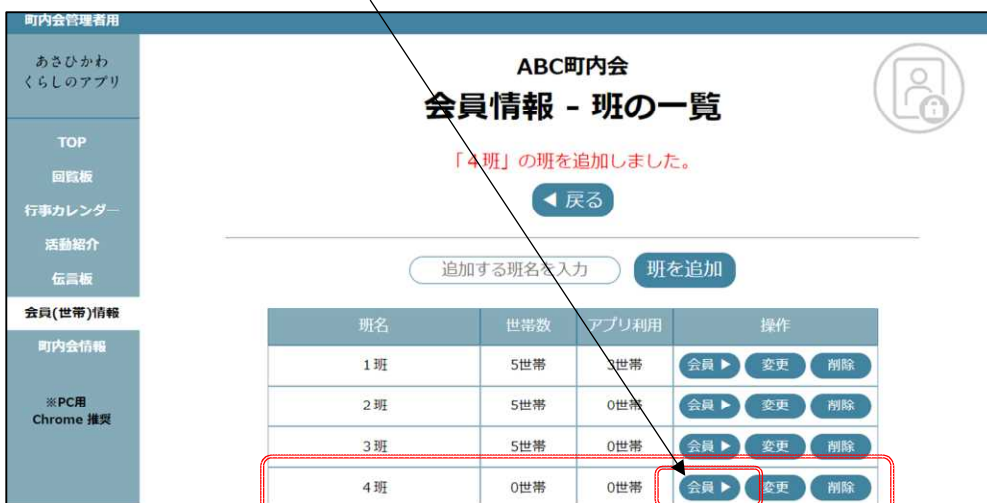 町内会管理者用
あさひかわ
くらしのアプリ
TOP
回覧板
行事カレンダー
活動紹介
伝言板
会員(世帯)情報
町内会情報
※PC用
Chrome 推奨
ABC町内会
会員情報 - 班の一覧
「4班」の班を追加しました。
◀ 戻る
追加する班名を入力 班を追加
班名 世帯数 アプリ利用 操作
1班 5世帯 3世帯 会員 ▶ 変更 削除
2班 5世帯 0世帯 会員 ▶ 変更 削除
3班 5世帯 0世帯 会員 ▶ 変更 削除
4班 0世帯 0世帯 会員 ▶ 変更 削除